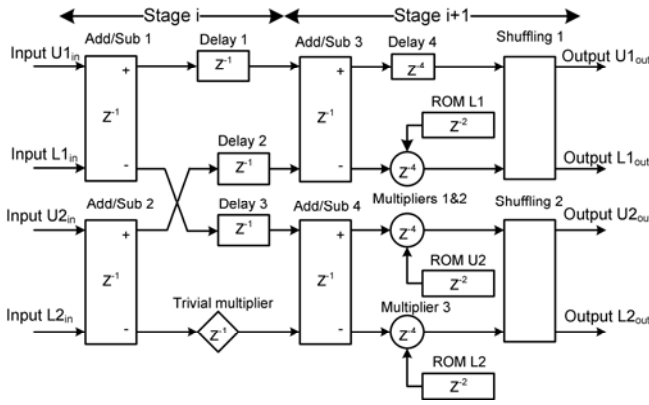 Stage i
Stage i+1
Add/Sub 1
Delay 1
Add/Sub 3
Delay 4
Shuffling 1
Input U1in
+
Z-1
+
Z-4
Output U1out
ROM L1
Z-2
Z-1
Z-1
Delay 2
Input L1in
-
Z-1
-
Z-4
Output L1out
Add/Sub 2
Delay 3
Add/Sub 4
Multipliers 1&2
Shuffling 2
Input U2in
+
Z-1
+
Z-4
Output U2out
ROM U2
Z-1
Z-1
Z-2
Trivial multiplier
Multiplier 3
Input L2in
-
Z-1
-
Z-4
Output L2out
ROM L2
Z-2